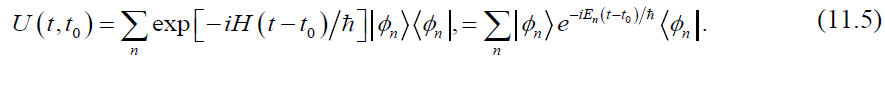 U(t,t₀) = ∑ₙ exp[−iH(t−t₀)/ħ]|ϕₙ⟩⟨ϕₙ|,= ∑ₙ|ϕₙ⟩e^{−iEₙ(t−t₀)/ħ}⟨ϕₙ|. (11.5)